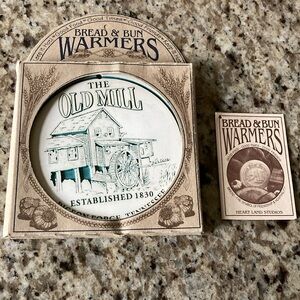 BREAD & BUN
WARMERS
THE
OLD MILL
ESTABLISHED 1830
BREAD & BUN
WARMERS
HEART LAND STUDIOS